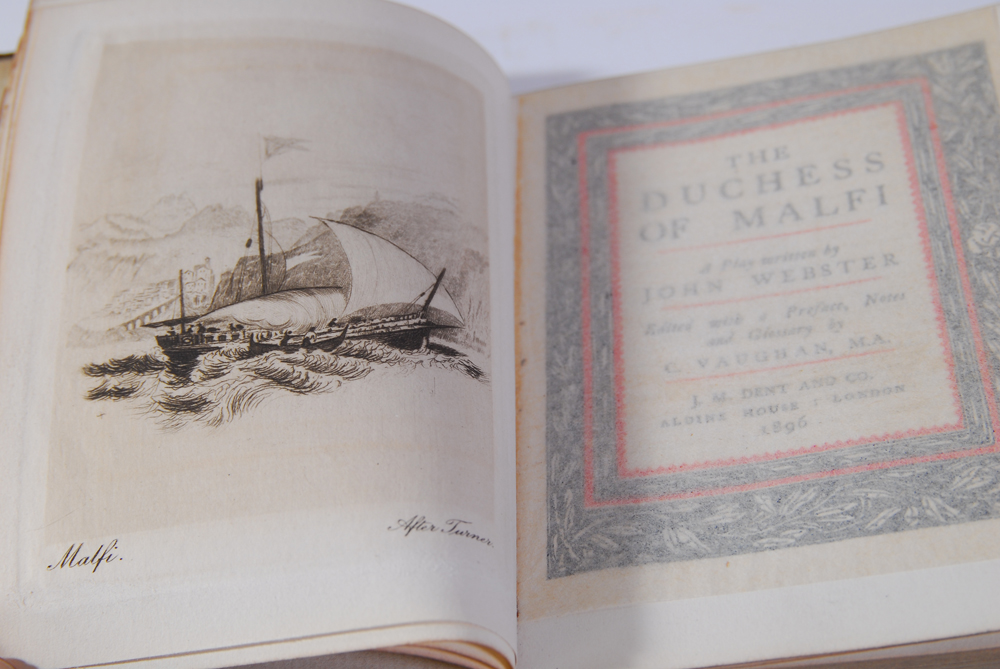 Malfi.
After Turner.
THE
DUCHESS
OF MALFI
A Play written by
JOHN WEBSTER
Edited with a Preface, Notes
and Glossary by
C. VAUGHAN, M.A.
J. M. DENT AND CO.
ALDINE HOUSE : LONDON
1896